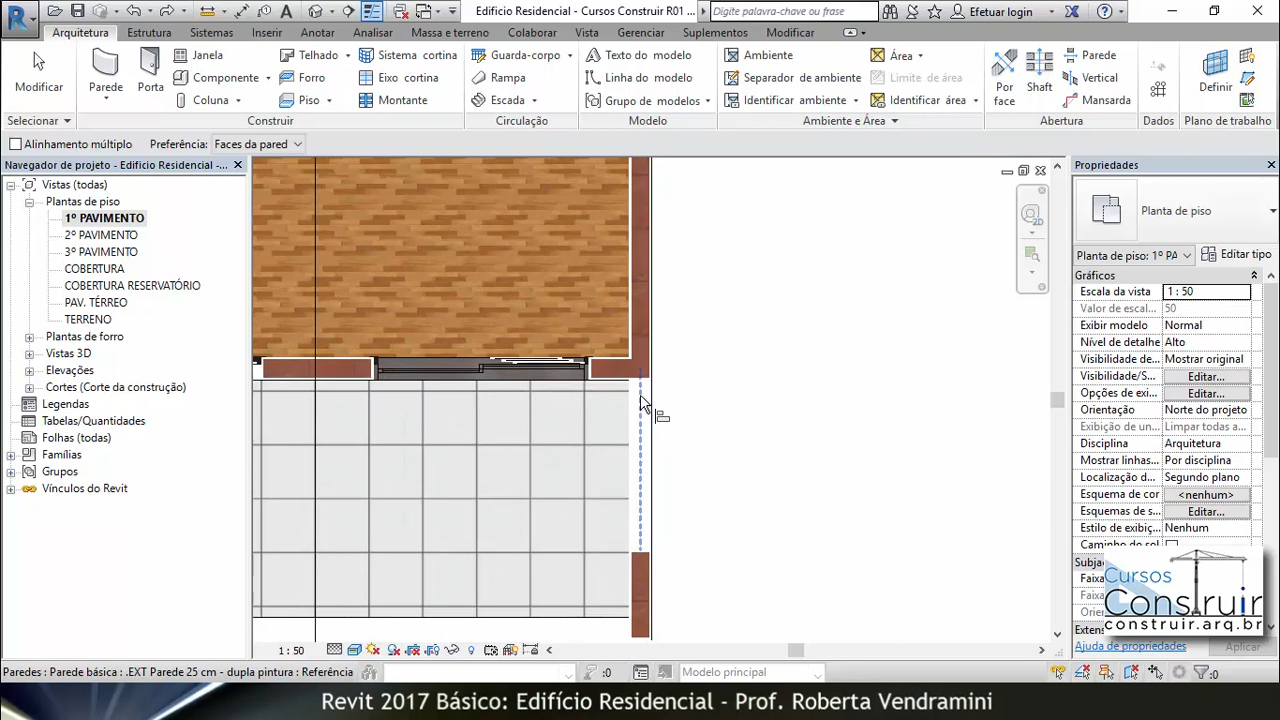 Edifício Residencial - Cursos Construir R01 ...
Digite palavra-chave ou frase
Efetuar login
Arquitetura
Estrutura
Sistemas
Inserir
Anotar
Analisar
Massa e terreno
Colaborar
Vista
Gerenciar
Suplementos
Modificar
Modificar
Parede
Porta
Janela
Componente
Coluna
Telhado
Forro
Piso
Sistema cortina
Eixo cortina
Montante
Guarda-corpo
Rampa
Escada
Texto do modelo
Linha do modelo
Grupo de modelos
Ambiente
Separador de ambiente
Identificar ambiente
Área
Limite de área
Identificar área
Por
face
Shaft
Parede
Vertical
Mansarda
Definir
Selecionar
Construir
Circulação
Modelo
Ambiente e Área
Abertura
Dados
Plano de trabalho
Alinhamento múltiplo
Preferência:
Faces da pared
Navegador de projeto - Edifício Residencial -...
Vistas (todas)
Plantas de piso
1º PAVIMENTO
2º PAVIMENTO
3º PAVIMENTO
COBERTURA
COBERTURA RESERVATÓRIO
PAV. TÉRREO
TERRENO
Plantas de forro
Vistas 3D
Elevações
Cortes (Corte da construção)
Legendas
Tabelas/Quantidades
Folhas (todas)
Famílias
Grupos
Vínculos do Revit
2D
Propriedades
Planta de piso
Planta de piso: 1º PA
Editar tipo
Gráficos
Escala da vista
1 : 50
Valor de escal...
50
Exibir modelo
Normal
Nível de detalhe
Alto
Visibilidade de...
Mostrar original
Visibilidade/S...
Editar...
Opções de exi...
Editar...
Orientação
Norte do projeto
Exibição de un...
Limpar todas a...
Disciplina
Arquitetura
Mostrar linhas...
Por disciplina
Localização d...
Segundo plano
Esquema de cor
<nenhum>
Esquemas de s...
Editar...
Estilo de exibiç...
Nenhum
Caminho do sol
Subjac
Faixa
Faixa
Orien
Exten
Cursos
Construir
construir.arq.br
Ajuda de propriedades
Aplicar
1 : 50
Paredes : Parede básica : .EXT Parede 25 cm - dupla pintura : Referência
:0
Modelo principal
:0
Revit 2017 Básico: Edifício Residencial - Prof. Roberta Vendramini